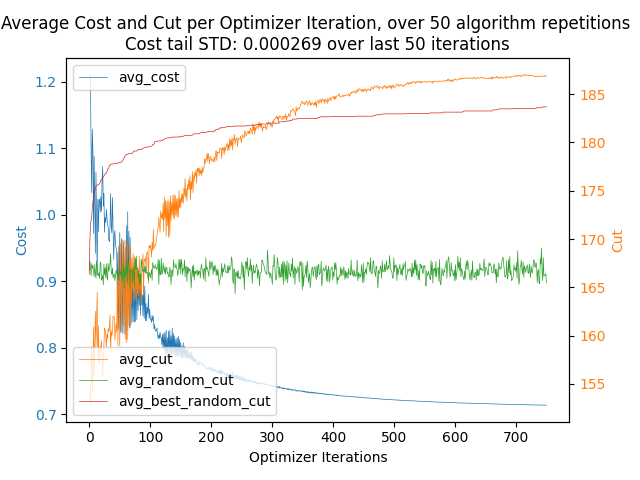 Average Cost and Cut per Optimizer Iteration, over 50 algorithm repetitions
Cost tail STD: 0.000269 over last 50 iterations
avg_cost
1.2
1.1
1.0
0.9
0.8
0.7
Cost
185
180
175
170
165
160
155
Cut
avg_cut
avg_random_cut
avg_best_random_cut
0 100 200 300 400 500 600 700
Optimizer Iterations